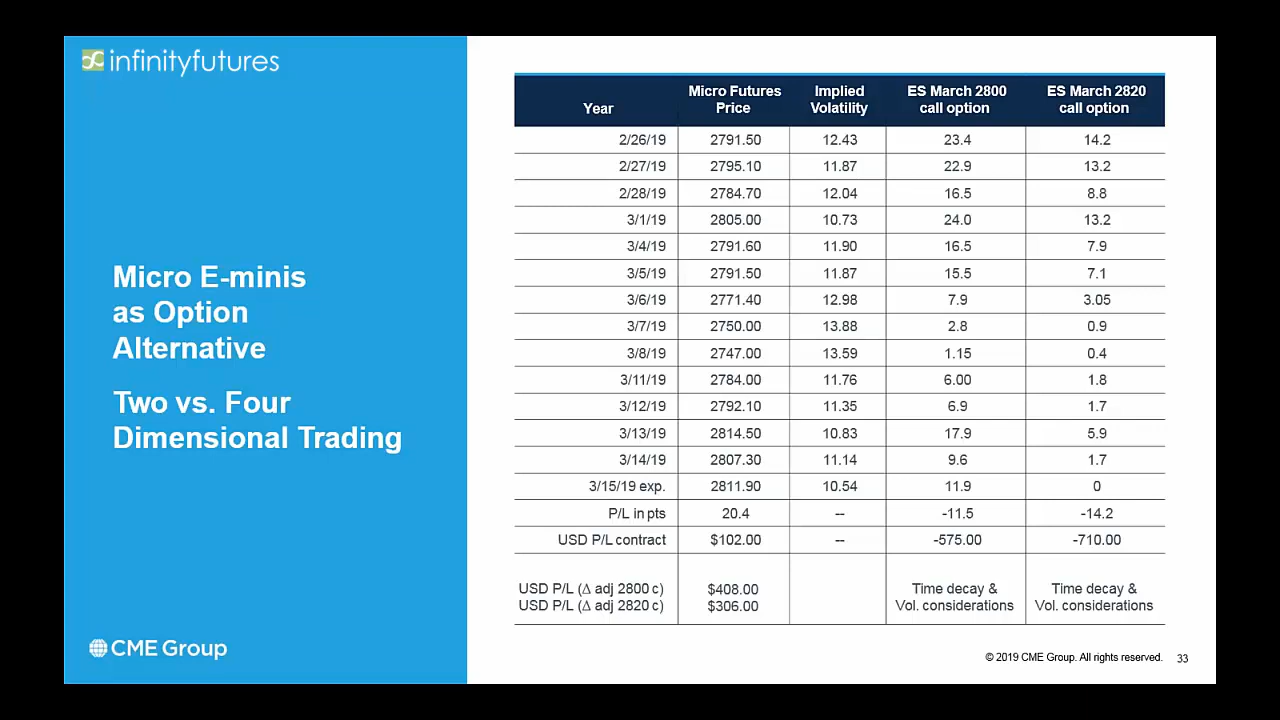 infinityfutures
Micro E-minis
as Option
Alternative
Two vs. Four
Dimensional Trading
CME Group
Year Micro Futures Price Implied Volatility ES March 2800 call option ES March 2820 call option
2/26/19 2791.50 12.43 23.4 14.2
2/27/19 2795.10 11.87 22.9 13.2
2/28/19 2784.70 12.04 16.5 8.8
3/1/19 2805.00 10.73 24.0 13.2
3/4/19 2791.60 11.90 16.5 7.9
3/5/19 2791.50 11.87 15.5 7.1
3/6/19 2771.40 12.98 7.9 3.05
3/7/19 2750.00 13.88 2.8 0.9
3/8/19 2747.00 13.59 1.15 0.4
3/11/19 2784.00 11.76 6.00 1.8
3/12/19 2792.10 11.35 6.9 1.7
3/13/19 2814.50 10.83 17.9 5.9
3/14/19 2807.30 11.14 9.6 1.7
3/15/19 exp. 2811.90 10.54 11.9 0
P/L in pts 20.4 -- -11.5 -14.2
USD P/L contract $102.00 -- -575.00 -710.00
USD P/L (Δ adj 2800 c) $408.00 Time decay & Time decay &
USD P/L (Δ adj 2820 c) $306.00 Vol. considerations Vol. considerations
© 2019 CME Group. All rights reserved. 33